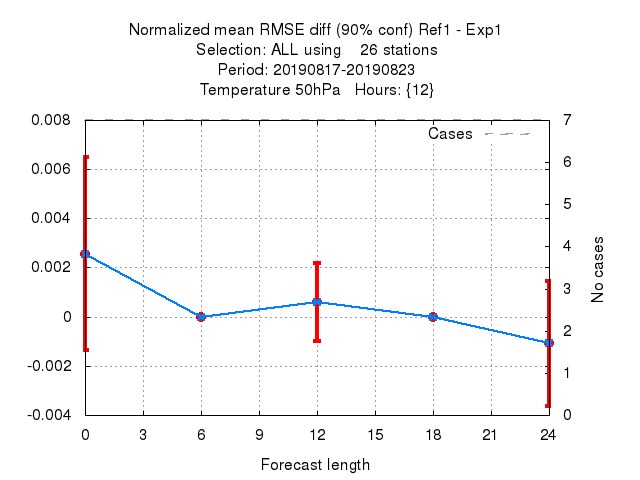 Normalized mean RMSE diff (90% conf) Ref1 - Exp1
Selection: ALL using    26 stations
Period: 20190817-20190823
Temperature 50hPa   Hours: {12}
0.008
0.006
0.004
0.002
0
-0.002
-0.004
Cases
7
6
5
4
3
2
1
0
No cases
0 3 6 9 12 15 18 21 24
Forecast length